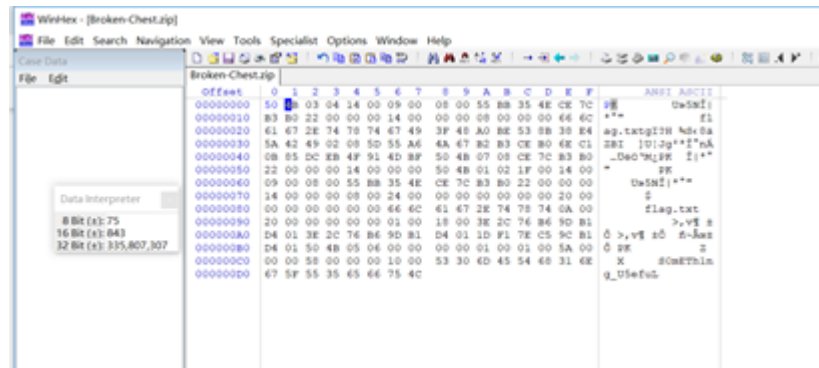 WinHex - [Broken-Chest.zip]
File Edit Search Navigation View Tools Specialist Options Window Help
Case Data
File Edit
Broken-Chest.zip
Offset 0 1 2 3 4 5 6 7 8 9 A B C D E F ANSI ASCII
00000000 50 4B 03 04 14 00 09 00 08 00 55 BB 35 4E CE 7C
00000010 B3 B0 22 00 00 00 14 00 00 00 08 00 00 00 66 6C fl
00000020 61 67 2E 74 78 74 67 49 3F 48 A0 BE 53 8B 38 E4
00000030 5A 42 49 02 08 5D 55 A6 4A 67 B2 B3 CE B0 6E C1
00000040 0B 85 DC EB 4F 91 4D BF 50 4B 07 08 CE 7C B3 B0
00000050 22 00 00 00 14 00 00 00 50 4B 01 02 1F 00 14 00 " PK
00000060 09 00 08 00 55 BB 35 4E CE 7C B3 B0 22 00 00 00
00000070 14 00 00 00 08 00 24 00 00 00 00 00 00 00 20 00 $
00000080 00 00 00 00 00 00 66 6C 61 67 2E 74 78 74 0A 00 flag.txt
00000090 20 00 00 00 00 00 01 00 18 00 3E 2C 76 B6 9D B1 >,v¶ ±
000000A0 D4 01 3E 2C 76 B6 9D B1 D4 01 1D F1 7E C5 9C B1
000000B0 D4 01 50 4B 05 06 00 00 00 00 01 00 01 00 5A 00 Ô PK Z
000000C0 00 00 58 00 00 00 10 00 53 30 6D 45 54 68 31 6E X S0mETh1n
000000D0 67 5F 55 35 65 66 75 4C g_U5efuL
Data Interpreter
8 Bit (±): 75
16 Bit (±): 843
32 Bit (±): 335,807,307